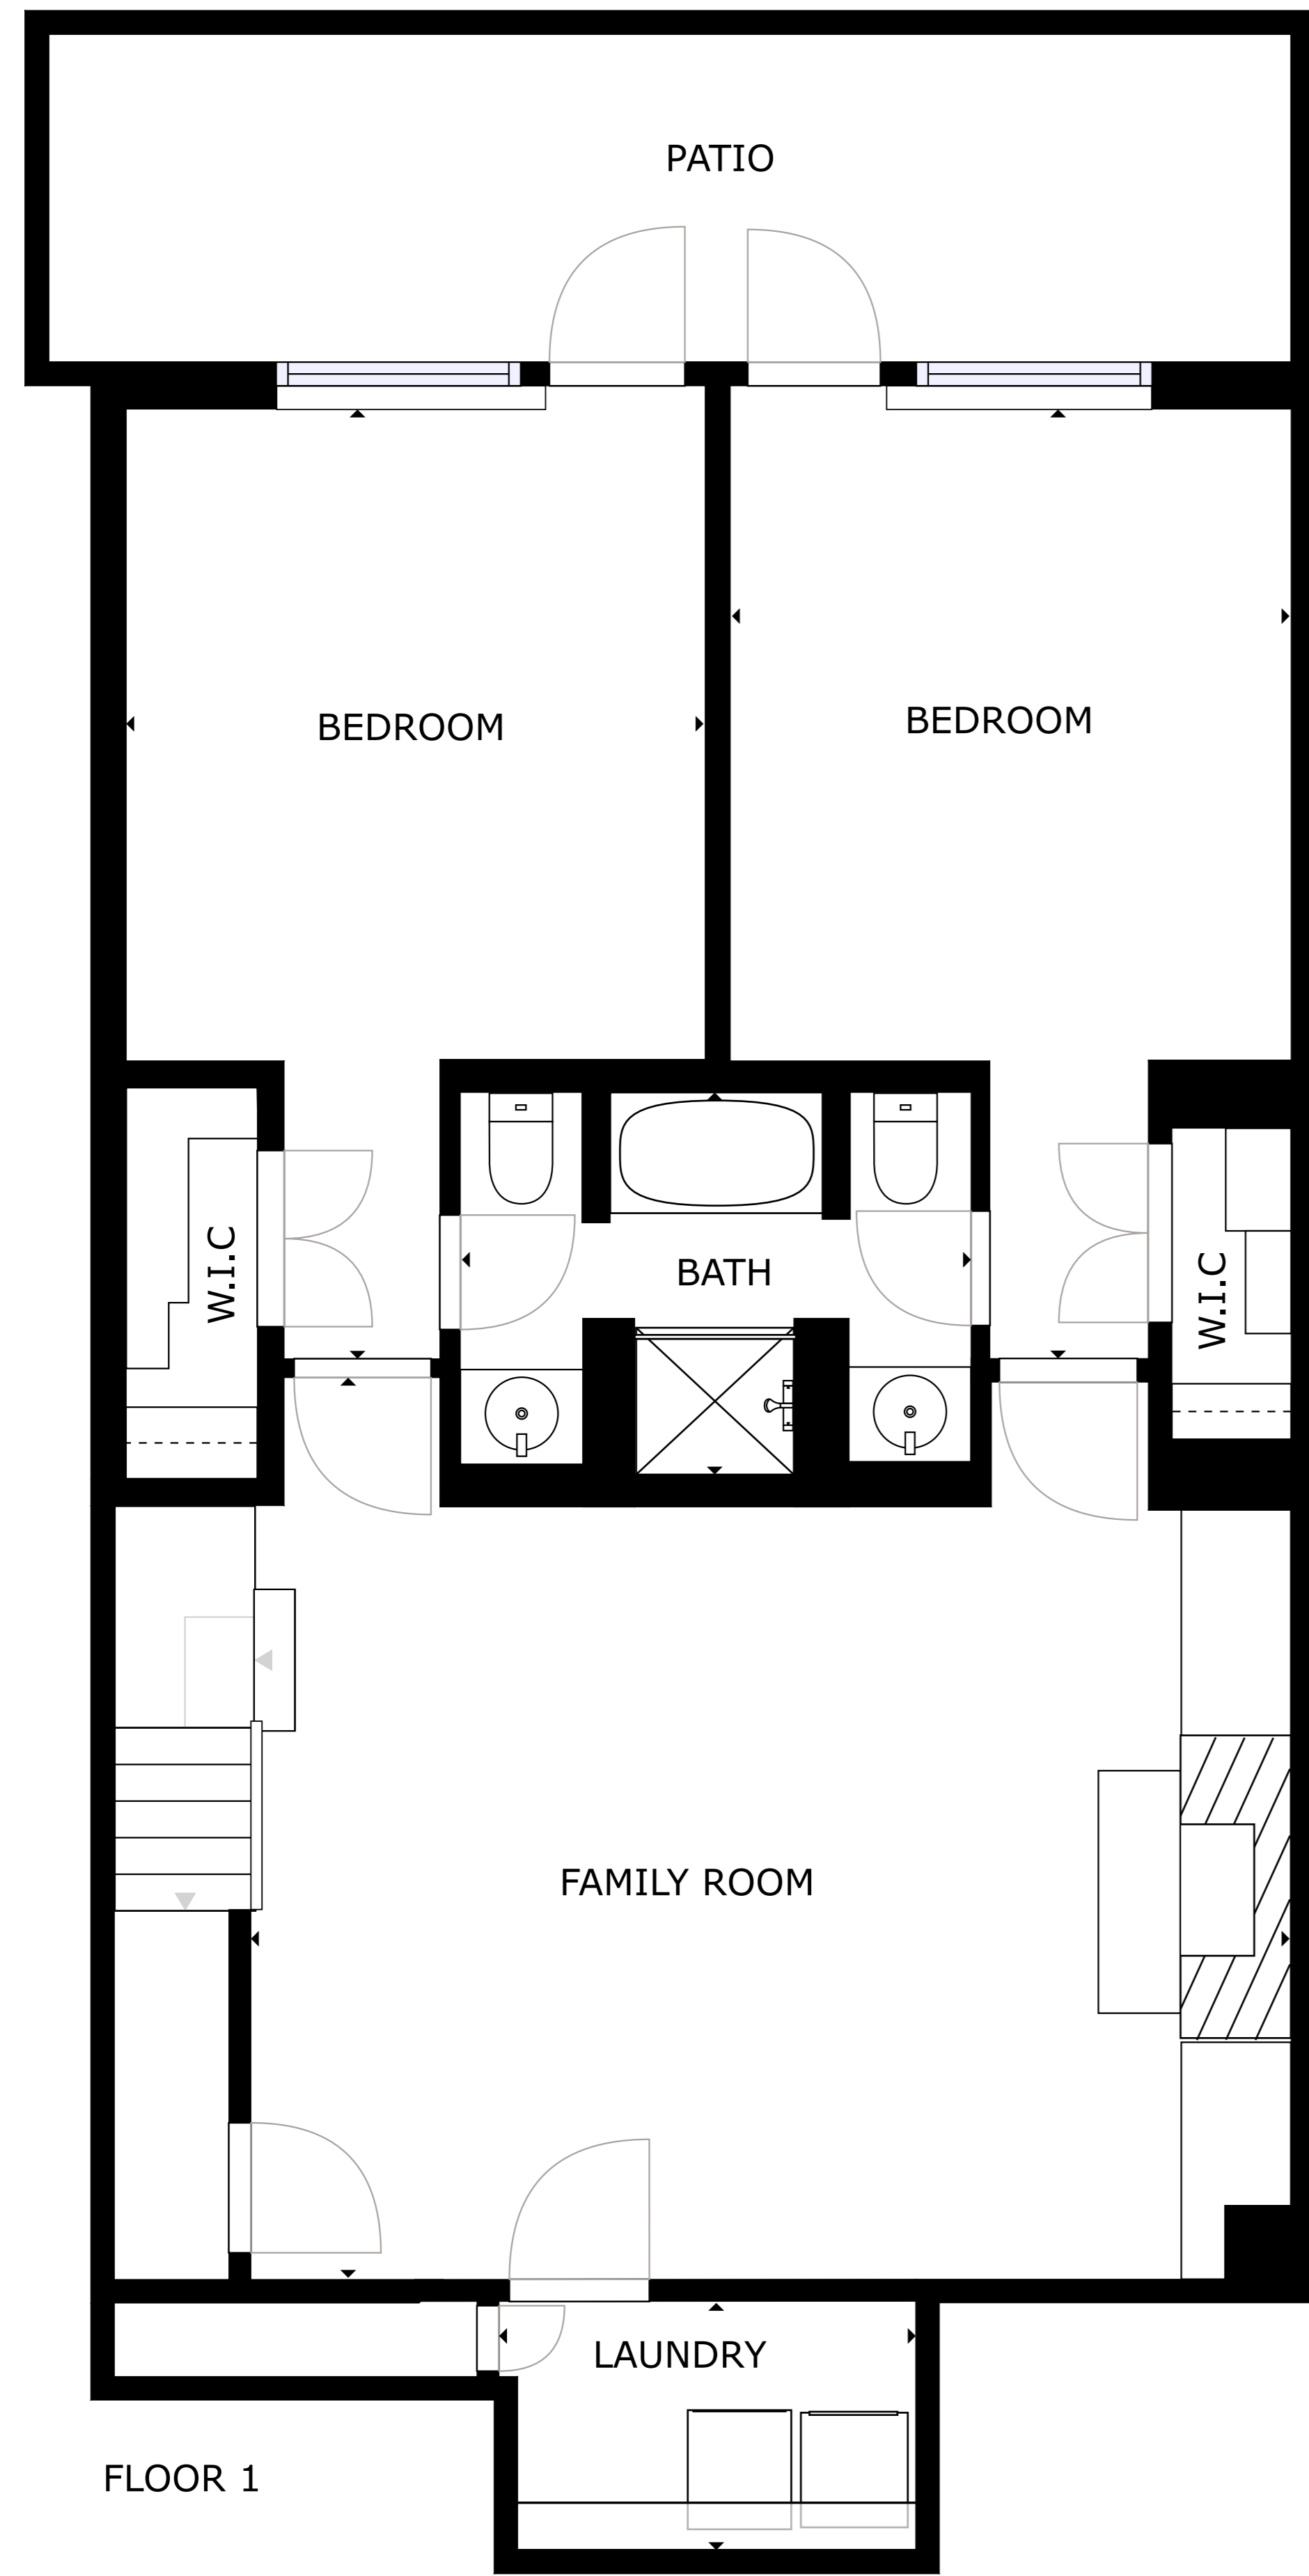 PATIO
BEDROOM
BEDROOM
W.I.C
BATH
W.I.C
FAMILY ROOM
LAUNDRY
FLOOR 1